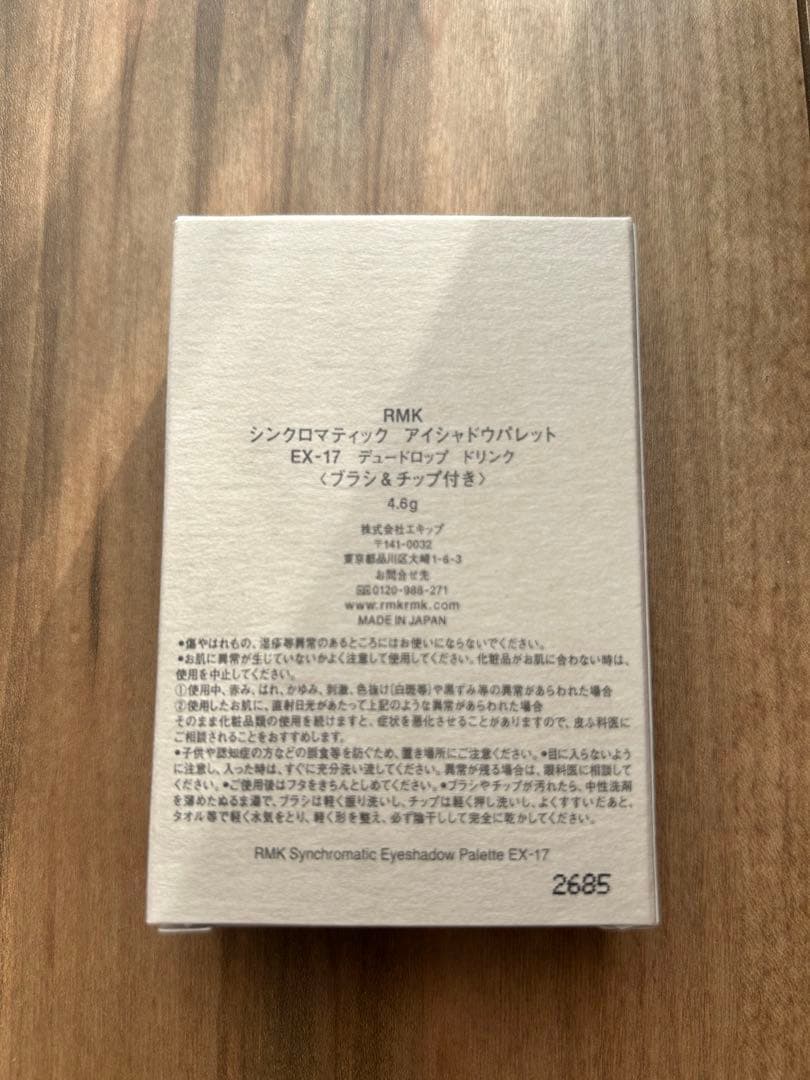 RMK
シンクロマティック アイシャドウパレット
EX-17 デュードロップ ドリンク
〈ブラシ&チップ付き〉
4.6g
株式会社エキップ
〒141-0032
東京都品川区大崎1-6-3
お問合せ先
0120-988-271
www.rmkrmk.com
MADE IN JAPAN
●傷やはれもの、湿疹等異常のあるところにはお使いにならないでください。
●お肌に異常が生じていないかよく注意して使用してください。化粧品がお肌に合わない時は、
使用を中止してください。
①使用中、赤み、はれ、かゆみ、刺激、色抜け(白斑等)や黒ずみ等の異常があらわれた場合
②使用したお肌に、直射日光があたって上記のような異常があらわれた場合
そのまま化粧品類の使用を続けますと、症状を悪化させることがありますので、皮ふ科医に
ご相談されることをおすすめします。
●子供や認知症の方などの誤食等を防ぐため、置き場所にご注意ください。●目に入らないよう
に注意し、入った時は、すぐに充分洗い流してください。異常が残る場合は、眼科医に相談して
ください。●ご使用後はフタをきちんとしめてください。●ブラシやチップが汚れたら、中性洗剤
を薄めたぬるま湯で、ブラシは軽く振り洗いし、チップは軽く押し洗いし、よくすすいだあと、
タオル等で軽く水気をとり、軽く形を整え、必ず陰干しして完全に乾かしてください。
RMK Synchromatic Eyeshadow Palette EX-17
2685